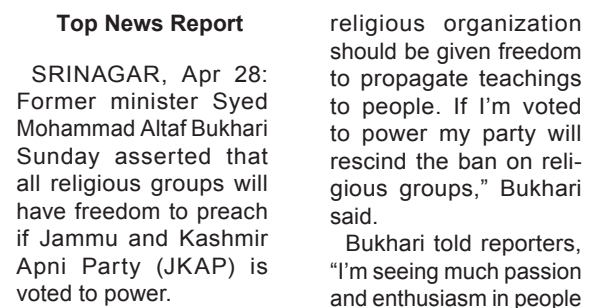 Top News Report
SRINAGAR, Apr 28:
Former minister Syed
Mohammad Altaf Bukhari
Sunday asserted that
all religious groups will
have freedom to preach
if Jammu and Kashmir
Apni Party (JKAP) is
voted to power.
religious organization
should be given freedom
to propagate teachings
to people. If I’m voted
to power my party will
rescind the ban on reli-
gious groups,” Bukhari
said.
Bukhari told reporters,
“I’m seeing much passion
and enthusiasm in people